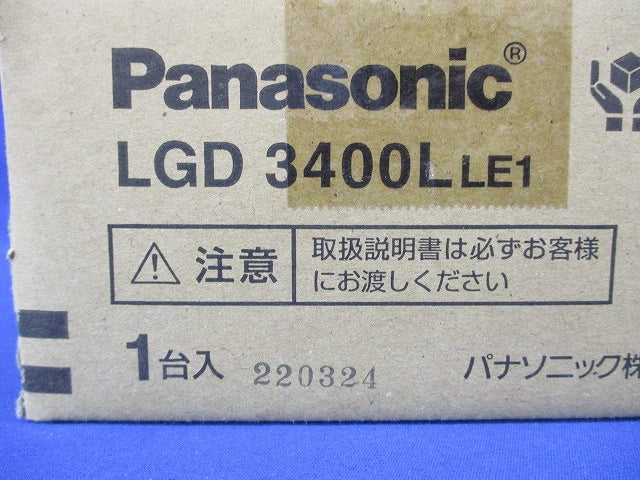 Panasonic®
LGD 3400L LE1
注意
取扱説明書は必ずお客様
にお渡しください
1台入
220324
パナソニック株